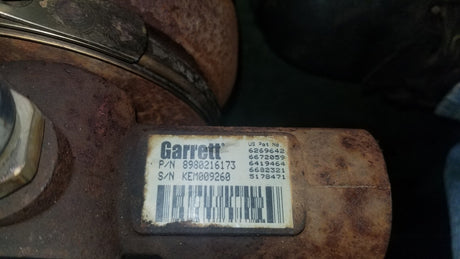 Garrett
P/N 8980216173
S/N KEM009260
US Pat No
6269642
6672059
6419464
6682321
5178471